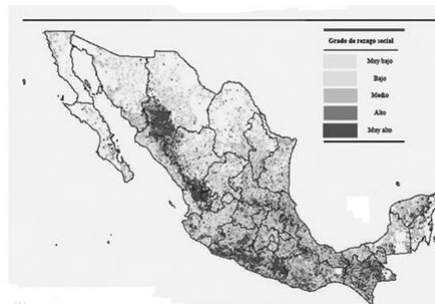 Grado de rezago social
Muy bajo
Bajo
Medio
Alto
Muy alto